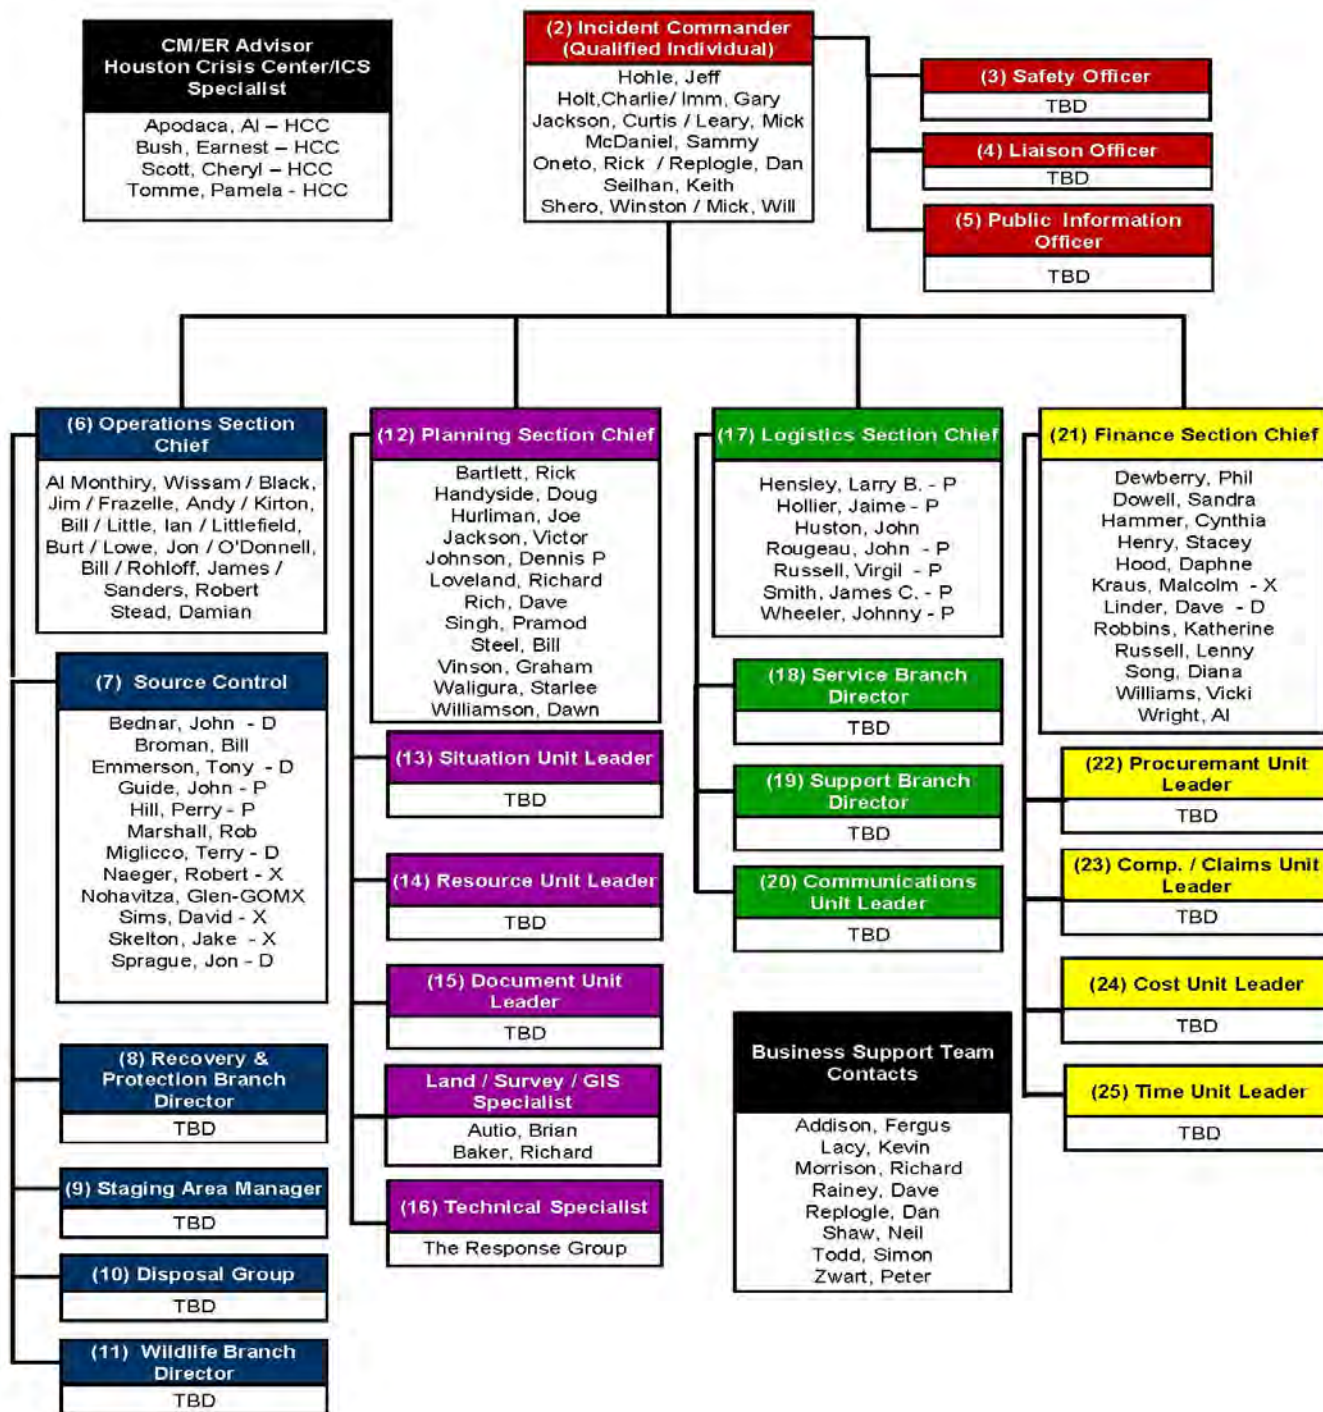 CM/ER Advisor
Houston Crisis Center/ICS
Specialist
Apodaca, Al – HCC
Bush, Earnest – HCC
Scott, Cheryl – HCC
Tomme, Pamela - HCC
(2) Incident Commander
(Qualified Individual)
Hohle, Jeff
Holt,Charlie/ Imm, Gary
Jackson, Curtis / Leary, Mick
McDaniel, Sammy
Oneto, Rick / Replogle, Dan
Seilhan, Keith
Shero, Winston / Mick, Will
(3) Safety Officer
TBD
(4) Liaison Officer
TBD
(5) Public Information
Officer
TBD
(6) Operations Section
Chief
Al Monthiry, Wissam / Black,
Jim / Frazelle, Andy / Kirton,
Bill / Little, Ian / Littlefield,
Burt / Lowe, Jon / O'Donnell,
Bill / Rohloff, James /
Sanders, Robert
Stead, Damian
(7) Source Control
Bednar, John - D
Broman, Bill
Emmerson, Tony - D
Guide, John - P
Hill, Perry - P
Marshall, Rob
Miglicco, Terry - D
Naeger, Robert - X
Nohavitza, Glen-GOMX
Sims, David - X
Skelton, Jake - X
Sprague, Jon - D
(8) Recovery &
Protection Branch
Director
TBD
(9) Staging Area Manager
TBD
(10) Disposal Group
TBD
(11) Wildlife Branch
Director
TBD
(12) Planning Section Chief
Bartlett, Rick
Handyside, Doug
Hurliman, Joe
Jackson, Victor
Johnson, Dennis P
Loveland, Richard
Rich, Dave
Singh, Pramod
Steel, Bill
Vinson, Graham
Waligura, Starlee
Williamson, Dawn
(13) Situation Unit Leader
TBD
(14) Resource Unit Leader
TBD
(15) Document Unit
Leader
TBD
Land / Survey / GIS
Specialist
Autio, Brian
Baker, Richard
(16) Technical Specialist
The Response Group
(17) Logistics Section Chief
Hensley, Larry B. - P
Hollier, Jaime - P
Huston, John
Rougeau, John - P
Russell, Virgil - P
Smith, James C. - P
Wheeler, Johnny - P
(18) Service Branch
Director
TBD
(19) Support Branch
Director
TBD
(20) Communications
Unit Leader
TBD
Business Support Team
Contacts
Addison, Fergus
Lacy, Kevin
Morrison, Richard
Rainey, Dave
Replogle, Dan
Shaw, Neil
Todd, Simon
Zwart, Peter
(21) Finance Section Chief
Dewberry, Phil
Dowell, Sandra
Hammer, Cynthia
Henry, Stacey
Hood, Daphne
Kraus, Malcolm - X
Linder, Dave - D
Robbins, Katherine
Russell, Lenny
Song, Diana
Williams, Vicki
Wright, Al
(22) Procuremant Unit
Leader
TBD
(23) Comp. / Claims Unit
Leader
TBD
(24) Cost Unit Leader
TBD
(25) Time Unit Leader
TBD